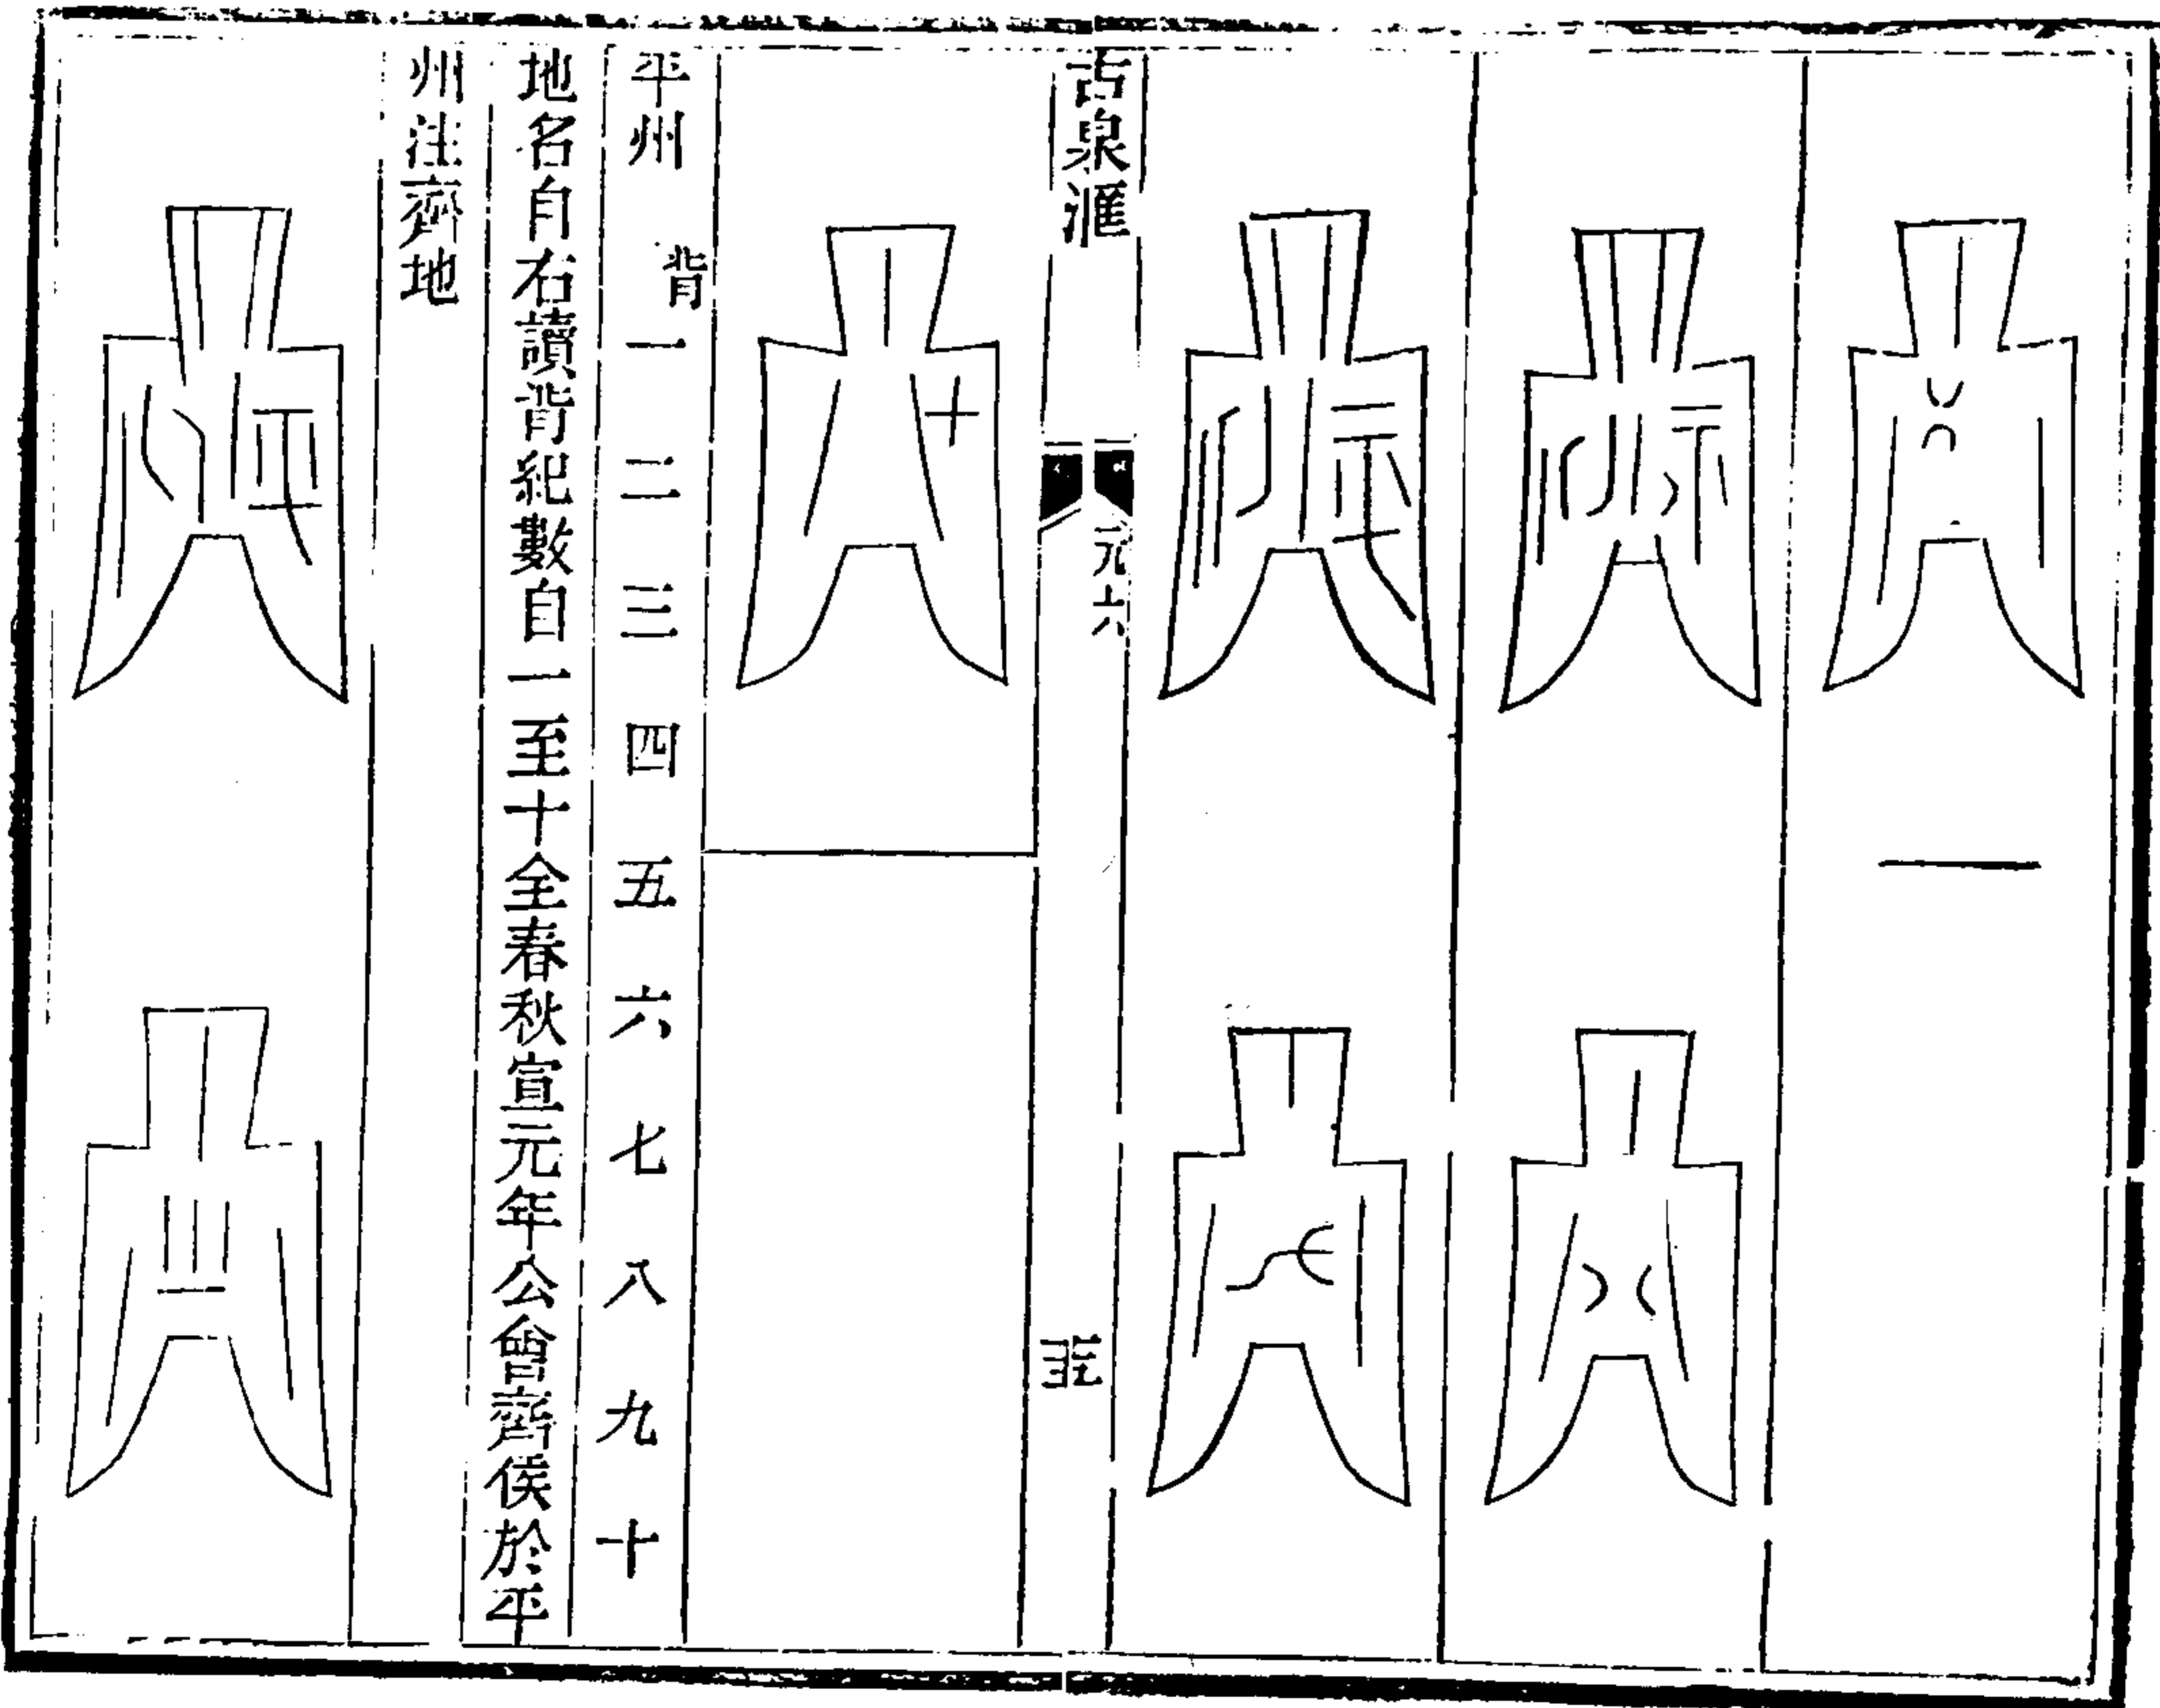 古泉滙
元六
平州 背 一 二 三 四 五 六 七 八 九 十
地名自右讀背紀數自一至十全春秋宣元年公會齊侯於平
州注齊地